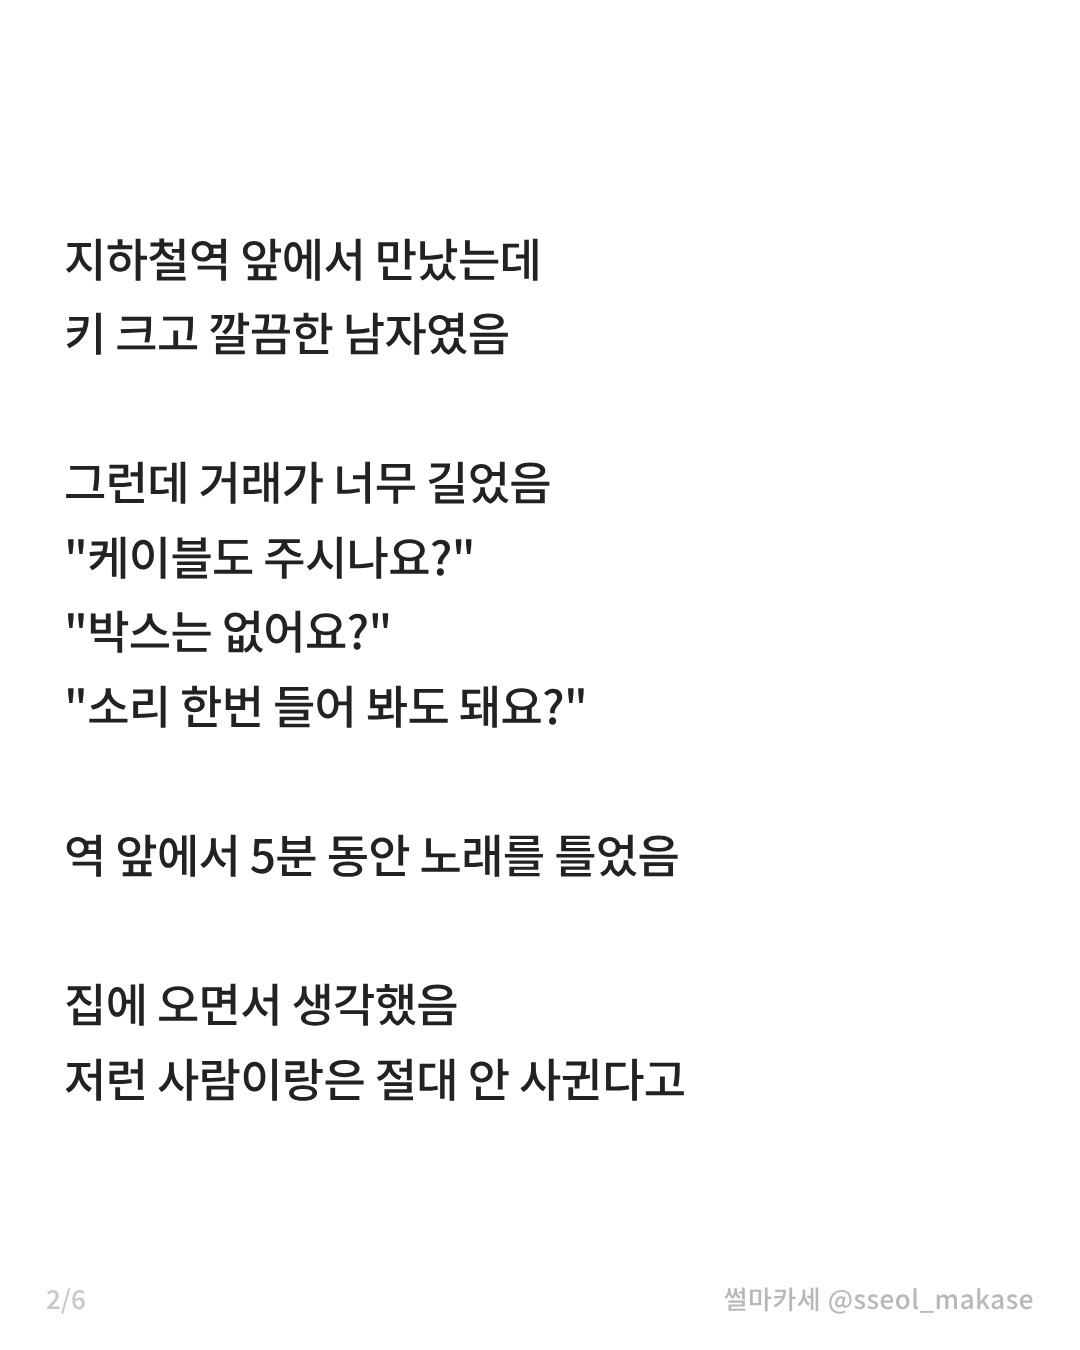 지하철역 앞에서 만났는데
키 크고 깔끔한 남자였음
그런데 거래가 너무 길었음
"케이블도 주시나요?"
"박스는 없어요?"
"소리 한번 들어 봐도 돼요?"
역 앞에서 5분 동안 노래를 틀었음
집에 오면서 생각했음
저런 사람이랑은 절대 안 사귄다고
2/6
썰마카세 @sseol_makase